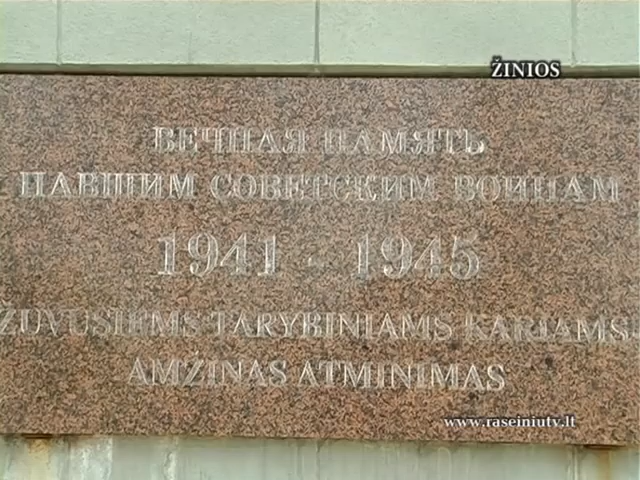 ŽINIOS
ВЕЧНАЯ ПАМЯТЬ
ПАВШИМ СОВЕТСКИМ ВОИНАМ
1941 - 1945
ŽUVUSIEMS TARYBINIAMS KARIAMS
AMŽINAS ATMINIMAS
www.raseiniutv.lt